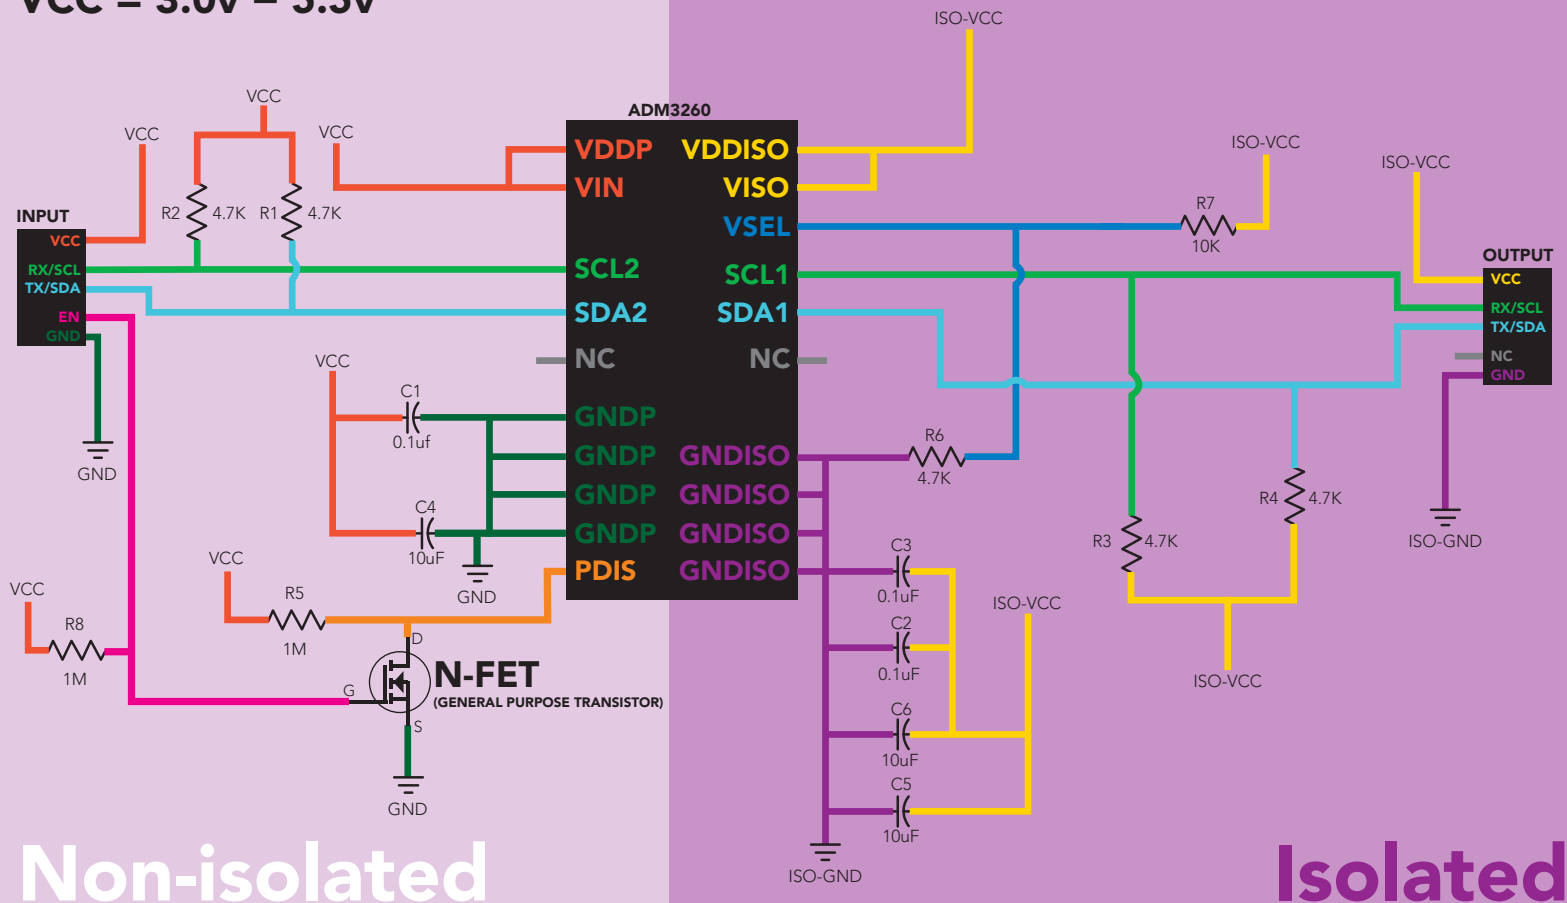 VCC = 3.0v – 5.5v
ISO-VCC
VCC
ADM3260
VCC
VCC
ISO-VCC
ISO-VCC
VDDP
VDDISO
VIN
VISO
R2
4.7K
R1
4.7K
R7
10K
INPUT
VCC
RX/SCL
TX/SDA
EN
GND
VSEL
OUTPUT
VCC
RX/SCL
TX/SDA
NC
GND
SCL2
SCL1
SDA2
SDA1
NC
NC
VCC
C1
0.1uf
GNDP
GNDP
GNDISO
R6
4.7K
GND
GNDP
GNDISO
R4
4.7K
C4
10uF
GNDP
GNDISO
R3
4.7K
ISO-GND
VCC
PDIS
GNDISO
C3
0.1uF
GND
VCC
R5
1M
ISO-VCC
R8
1M
C2
0.1uF
D
G
S
N-FET
(GENERAL PURPOSE TRANSISTOR)
ISO-VCC
C6
10uF
GND
C5
10uF
Non-isolated
ISO-GND
Isolated